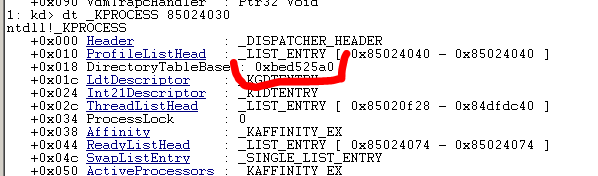 +0x090 VdmTrapcHandler : Ptr32 Void
1: kd> dt _KPROCESS 85024030
ntdll!_KPROCESS
+0x000 Header : _DISPATCHER_HEADER
+0x010 ProfileListHead : _LIST_ENTRY [ 0x85024040 - 0x85024040 ]
+0x018 DirectoryTableBase : 0xbed525a0
+0x01c LdtDescriptor : _KGDTENTRY
+0x024 Int21Descriptor : _KIDTENTRY
+0x02c ThreadListHead : _LIST_ENTRY [ 0x85020f28 - 0x84dfdc40 ]
+0x034 ProcessLock : 0
+0x038 Affinity : _KAFFINITY_EX
+0x044 ReadyListHead : _LIST_ENTRY [ 0x85024074 - 0x85024074 ]
+0x04c SwapListEntry : _SINGLE_LIST_ENTRY
+0x050 ActiveProcessors : _KAFFINITY_EX